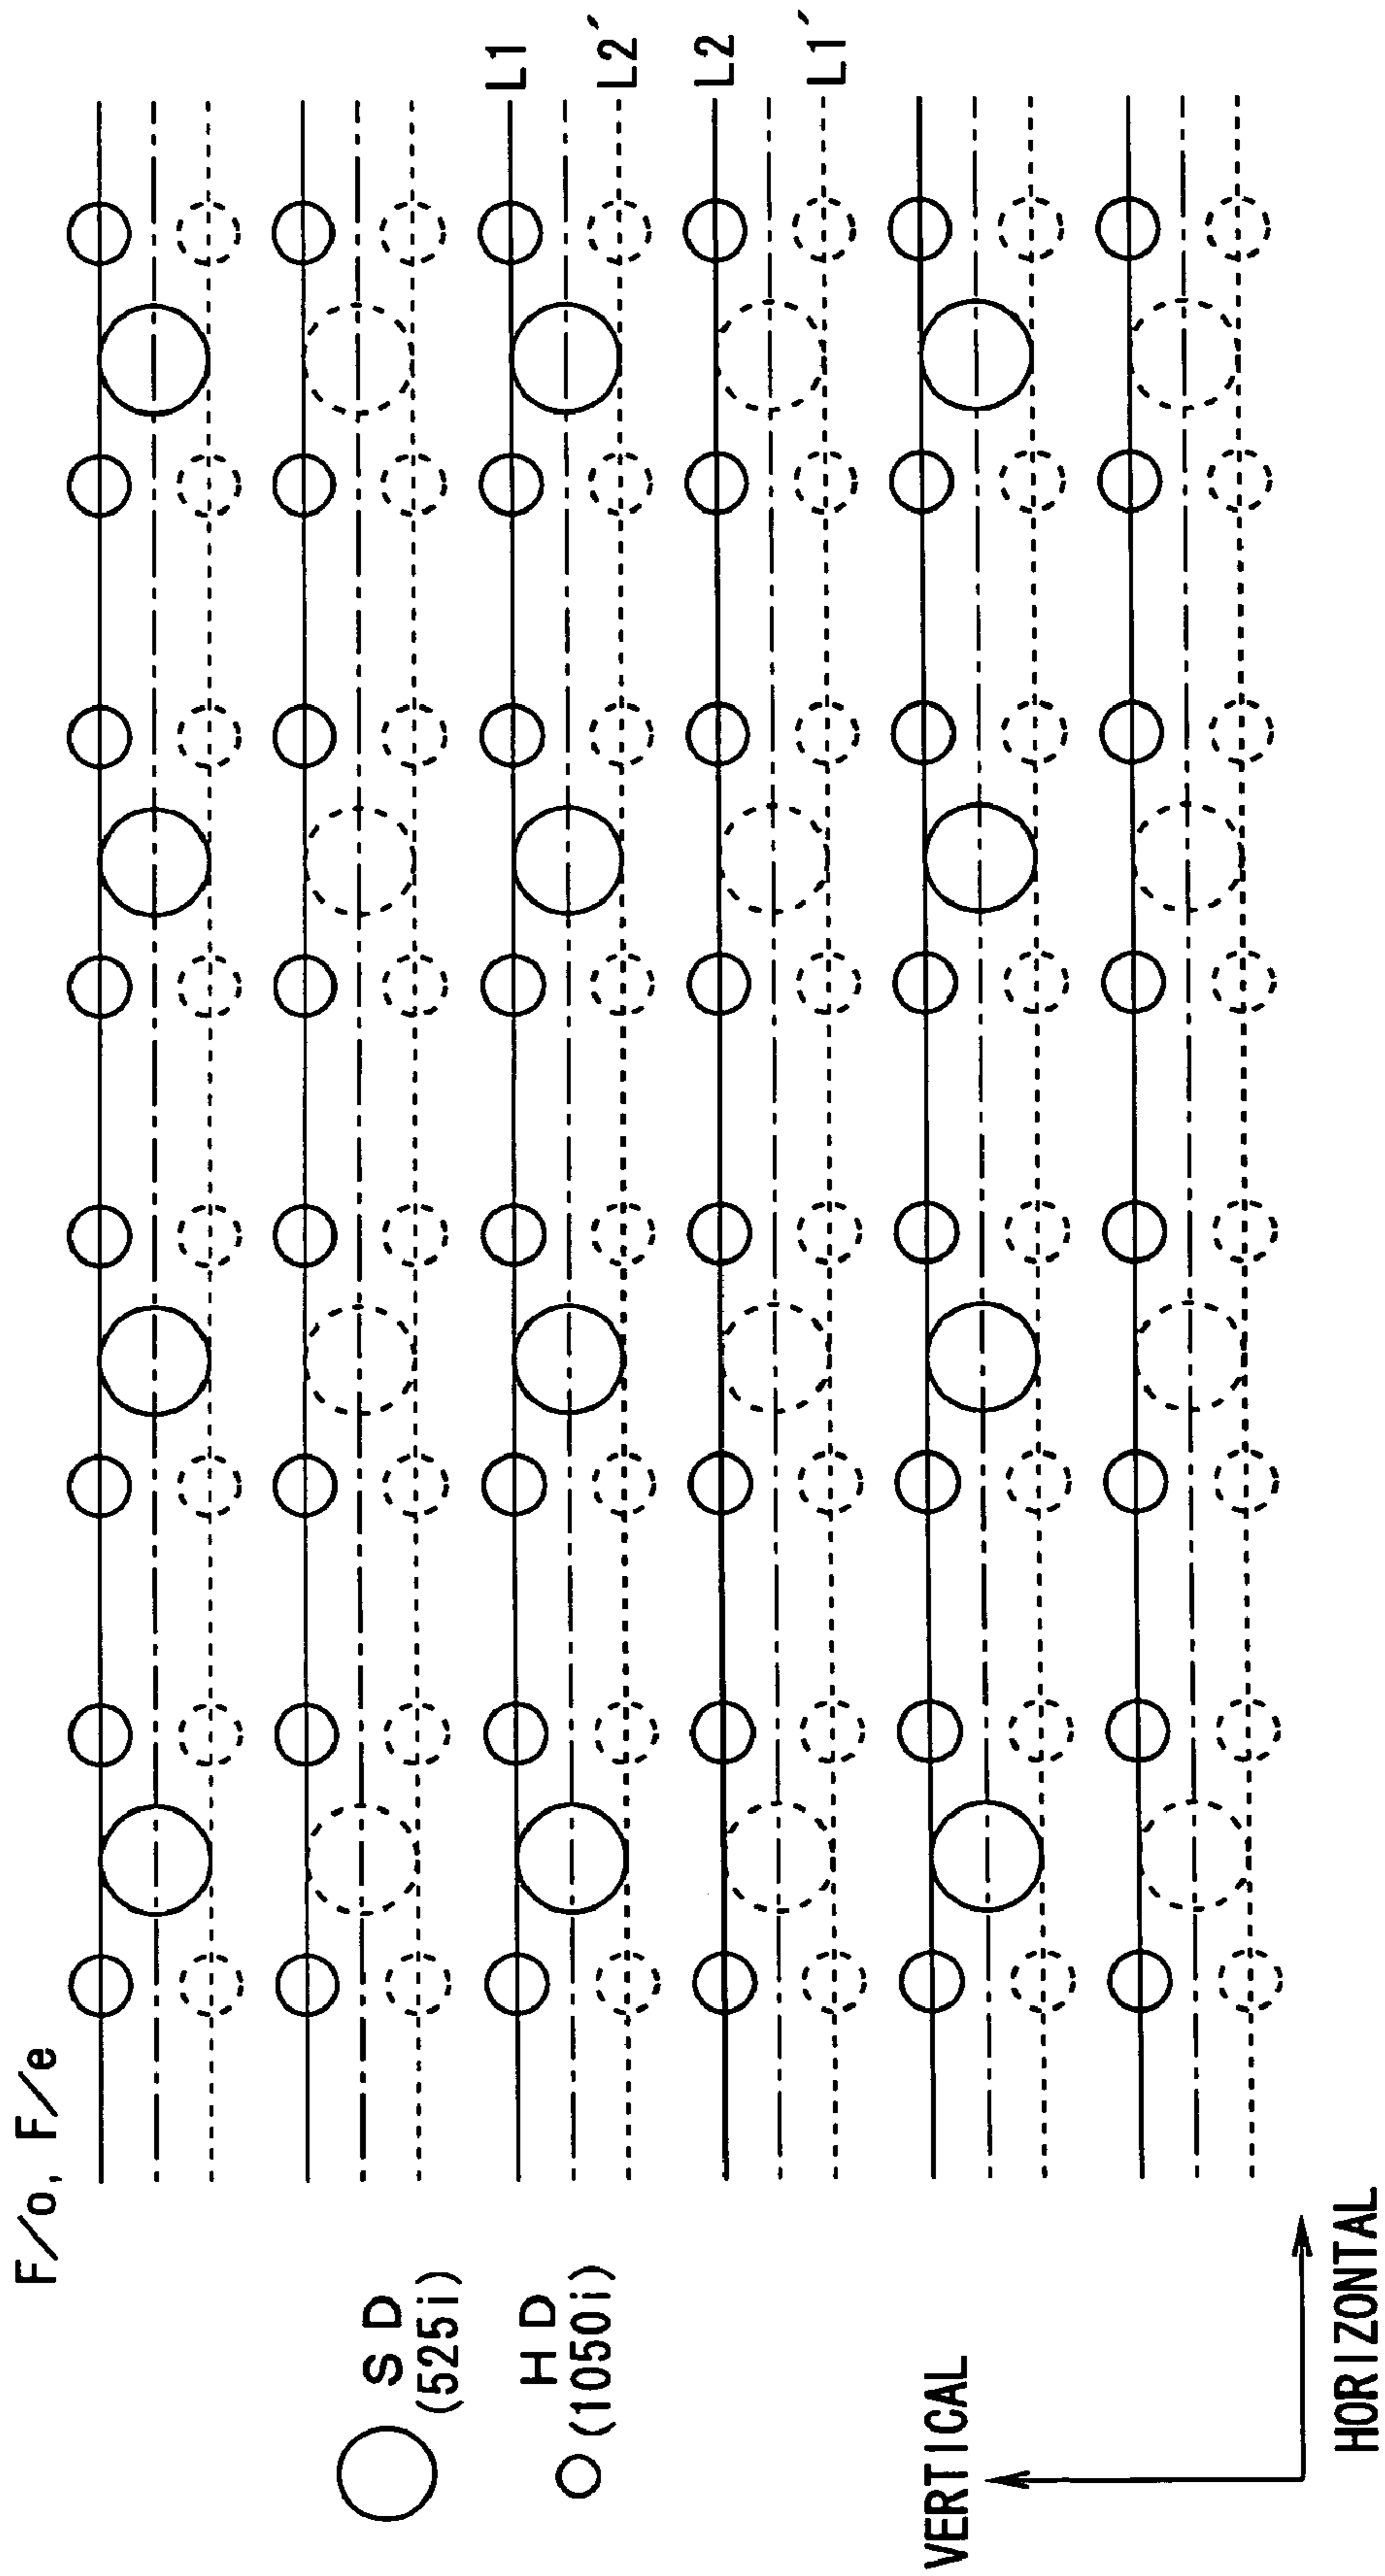 F/o, F/e
L1
L2´
L2
L1´
SD
(525i)
HD
(1050i)
VERTICAL
HORIZONTAL